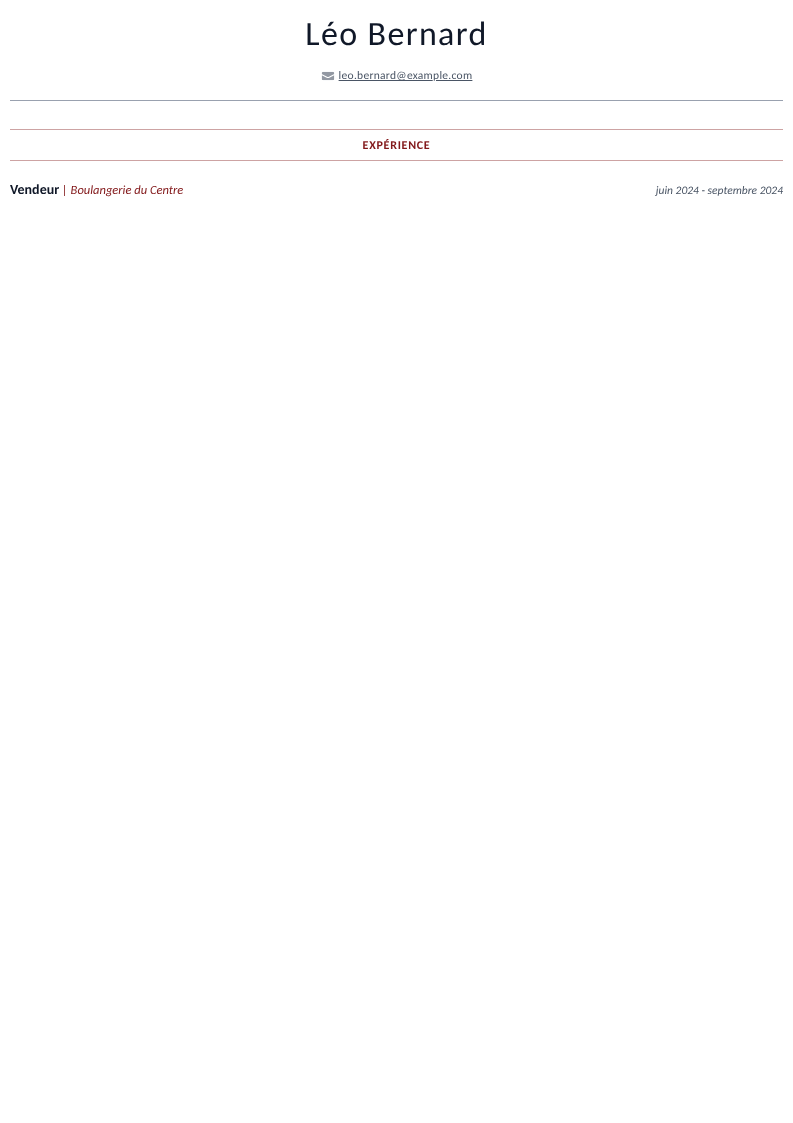 Léo Bernard
leo.bernard@example.com
EXPÉRIENCE
Vendeur | Boulangerie du Centre juin 2024 - septembre 2024